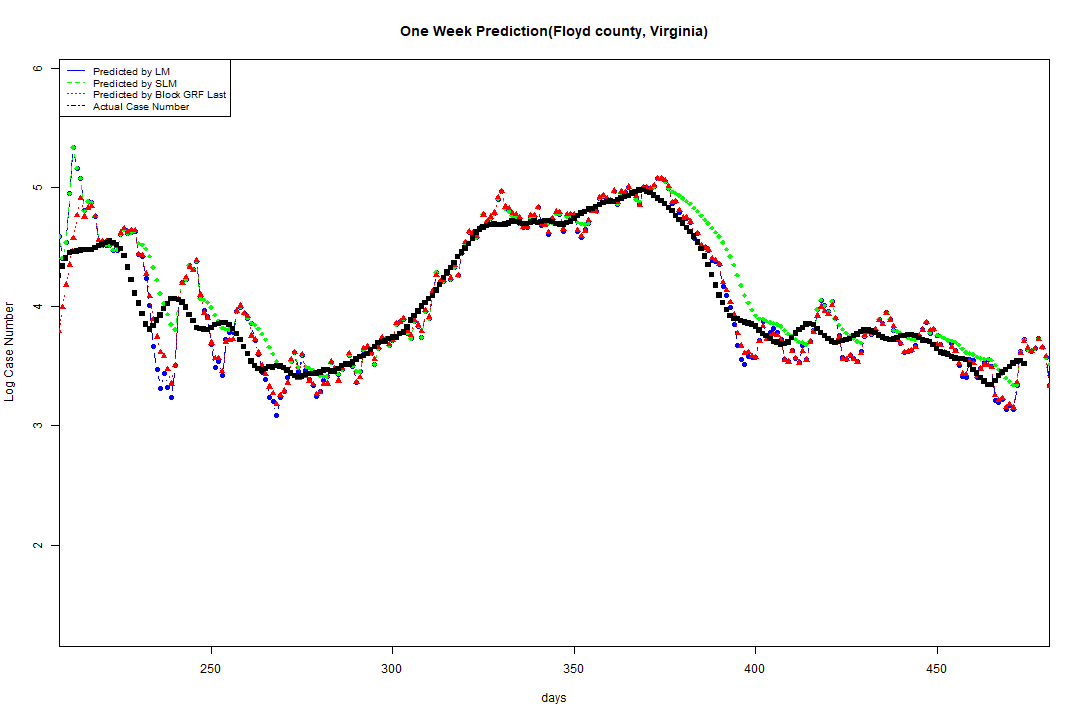 One Week Prediction(Floyd county, Virginia)
Predicted by LM
Predicted by SLM
Predicted by Block GRF Last
Actual Case Number
6
5
4
3
2
Log Case Number
250
300
350
400
450
days